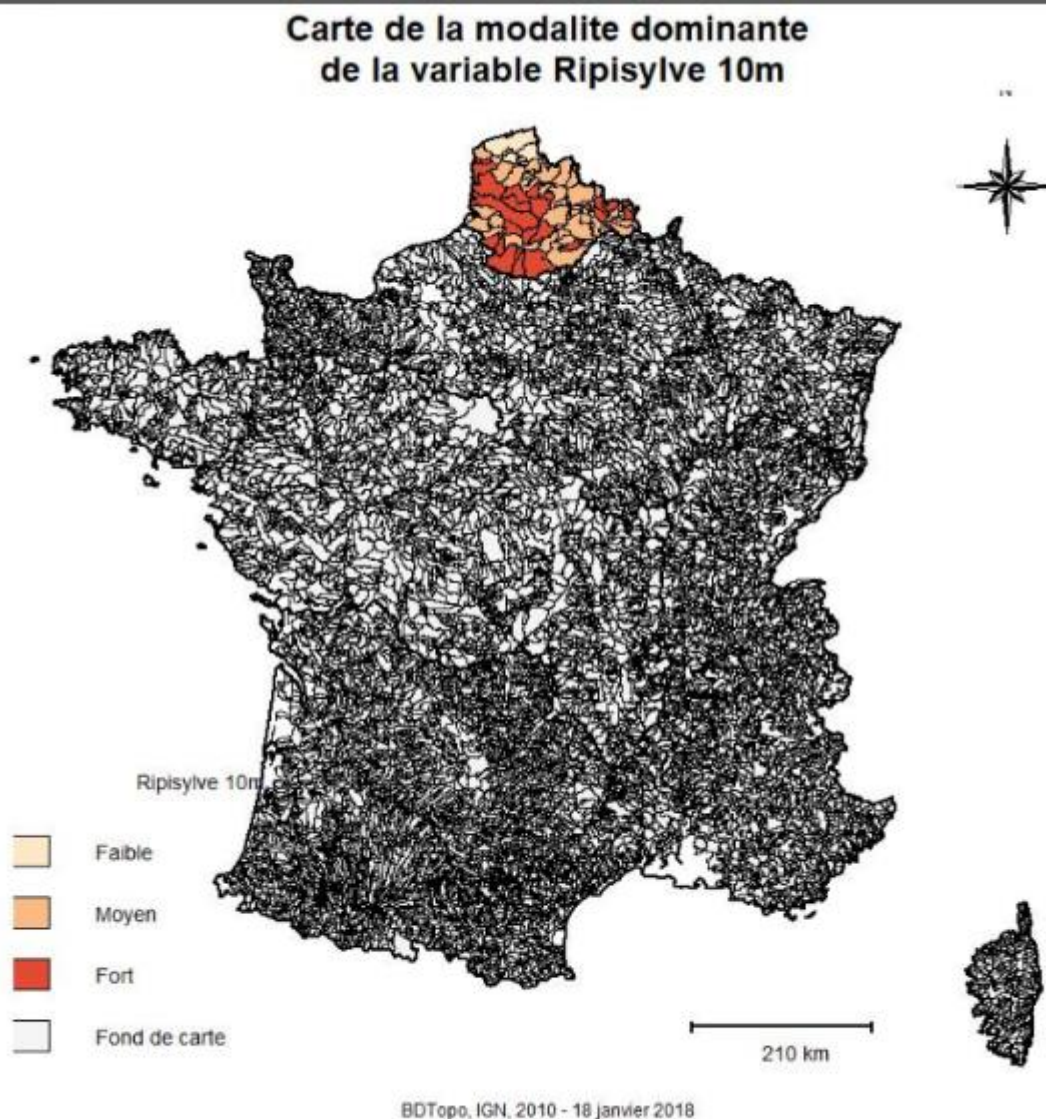 Carte de la modalite dominante
de la variable Ripisylve 10m
N
Ripisylve 10m
Faible
Moyen
Fort
Fond de carte
210 km
BDTopo, IGN, 2010 - 18 janvier 2018